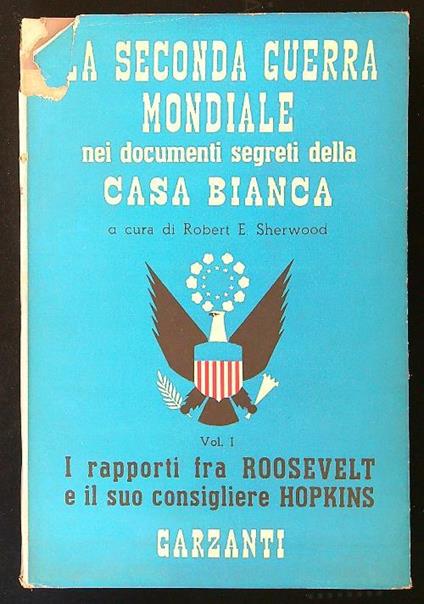 LA SECONDA GUERRA
MONDIALE
nei documenti segreti della
CASA BIANCA
a cura di Robert E. Sherwood
Vol. I
I rapporti fra ROOSEVELT
e il suo consigliere HOPKINS
GARZANTI